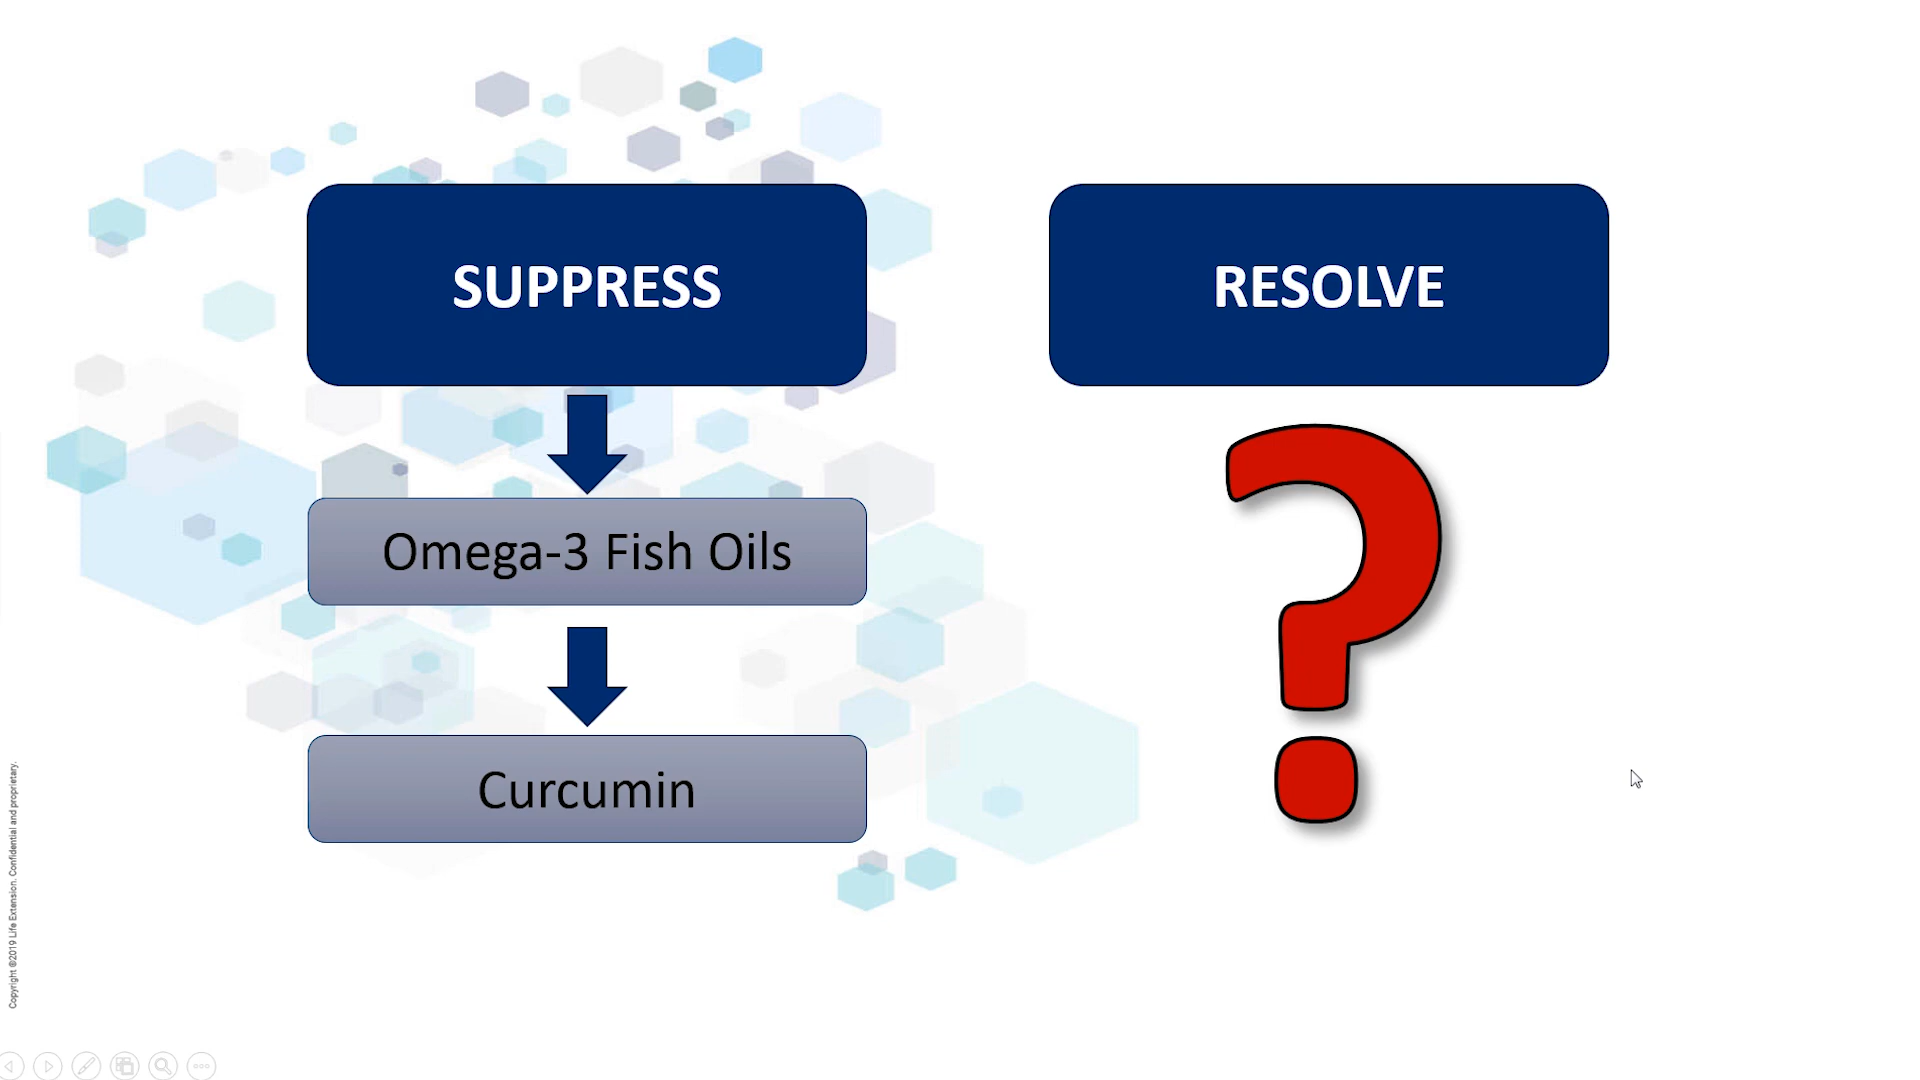 SUPPRESS
RESOLVE
Omega-3 Fish Oils
?
Curcumin
Copyright ©2019 Life Extension. Confidential and proprietary.